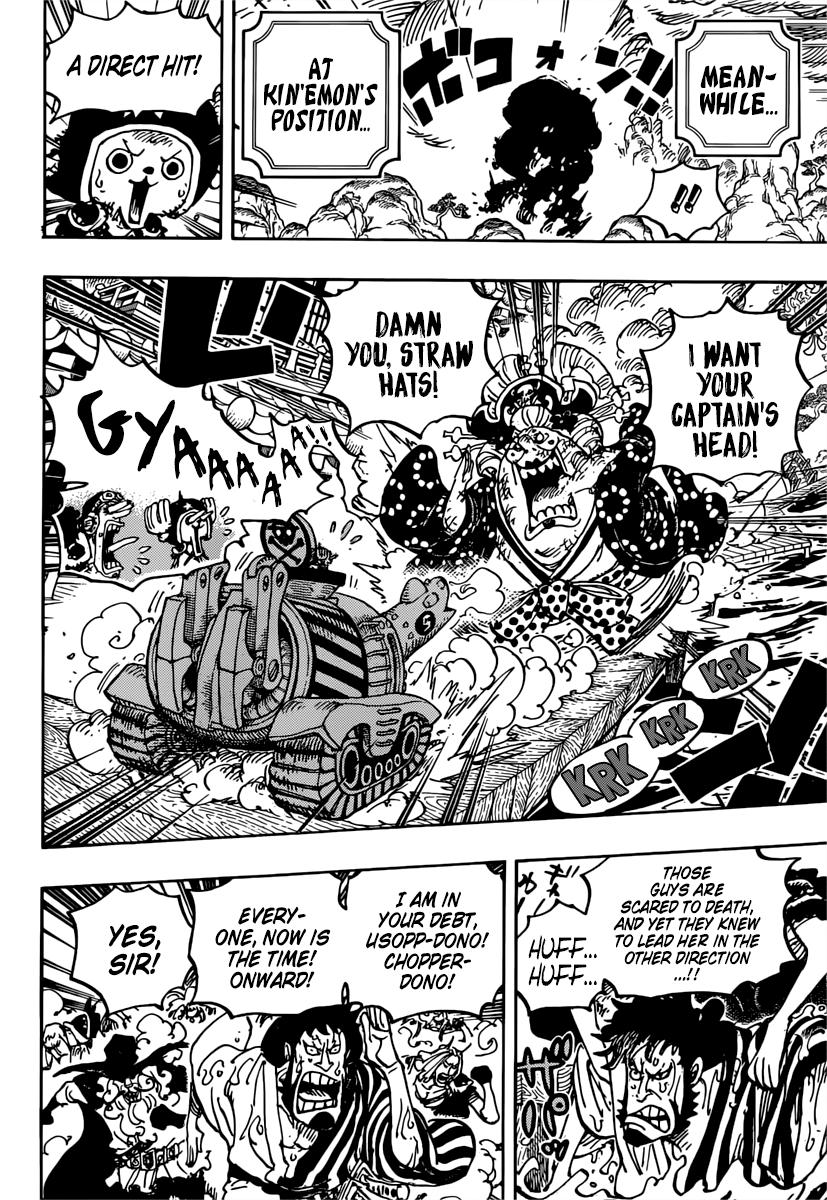 MEAN-
WHILE...
ボコォン!!
!!
AT
KIN'EMON'S
POSITION...
A DIRECT HIT!
I WANT
YOUR
CAPTAIN'S
HEAD!
DAMN
YOU, STRAW
HATS!
GYAAAAAA!!
5
KRK
KRK
KRK
THOSE
GUYS ARE
SCARED TO DEATH,
AND YET THEY KNEW
TO LEAD HER IN THE
OTHER DIRECTION
...!!
HUFF...
HUFF...
I AM IN
YOUR DEBT,
USOPP-DONO!
CHOPPER-
DONO!
EVERY-
ONE, NOW IS
THE TIME!
ONWARD!
YES,
SIR!